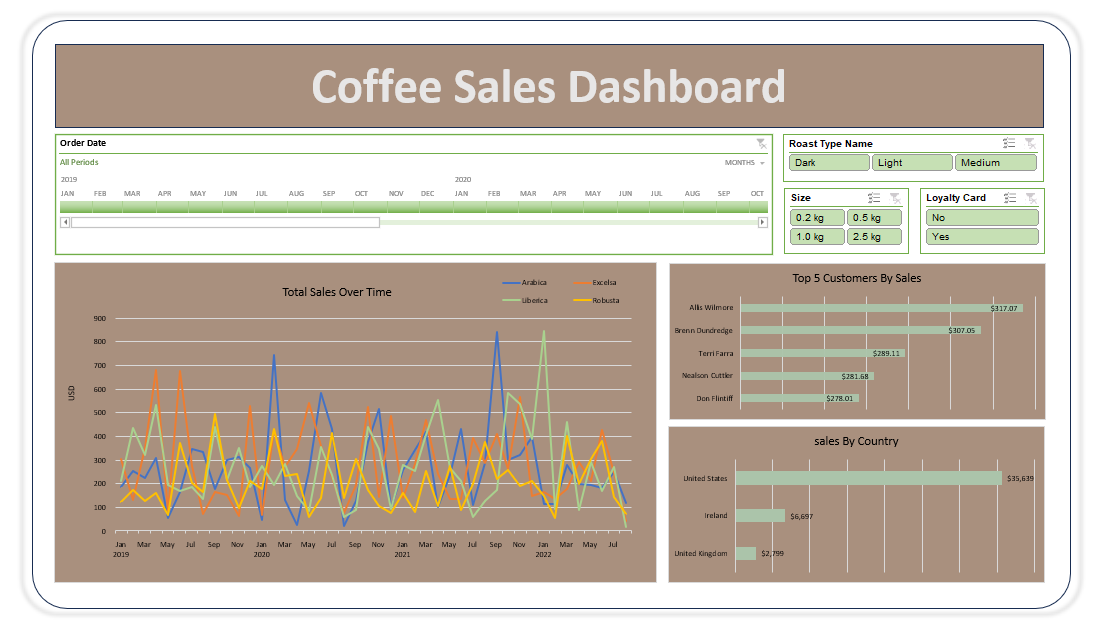 Coffee Sales Dashboard
Order Date
All Periods MONTHS
2019 2020
JAN FEB MAR APR MAY JUN JUL AUG SEP OCT NOV DEC JAN FEB MAR APR MAY JUN JUL AUG SEP OCT
Roast Type Name
Dark Light Medium
Size
0.2 kg 0.5 kg
1.0 kg 2.5 kg
Loyalty Card
No
Yes
Total Sales Over Time
Arabica Excelsa
Liberica Robusta
USD
900
800
700
600
500
400
300
200
100
0
Jan Mar May Jul Sep Nov Jan Mar May Jul Sep Nov Jan Mar May Jul Sep Nov Jan Mar May Jul
2019 2020 2021 2022
Top 5 Customers By Sales
Allis Wilmore $317.07
Brenn Dundredge $307.05
Terri Farra $289.11
Nealson Cuttler $281.68
Don Flintiff $278.01
sales By Country
United States $35,639
Ireland $6,697
United Kingdom $2,799